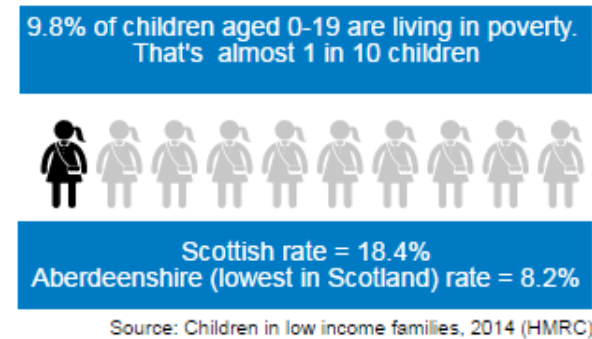 9.8% of children aged 0-19 are living in poverty.
That's almost 1 in 10 children
Scottish rate = 18.4%
Aberdeenshire (lowest in Scotland) rate = 8.2%
Source: Children in low income families, 2014 (HMRC)